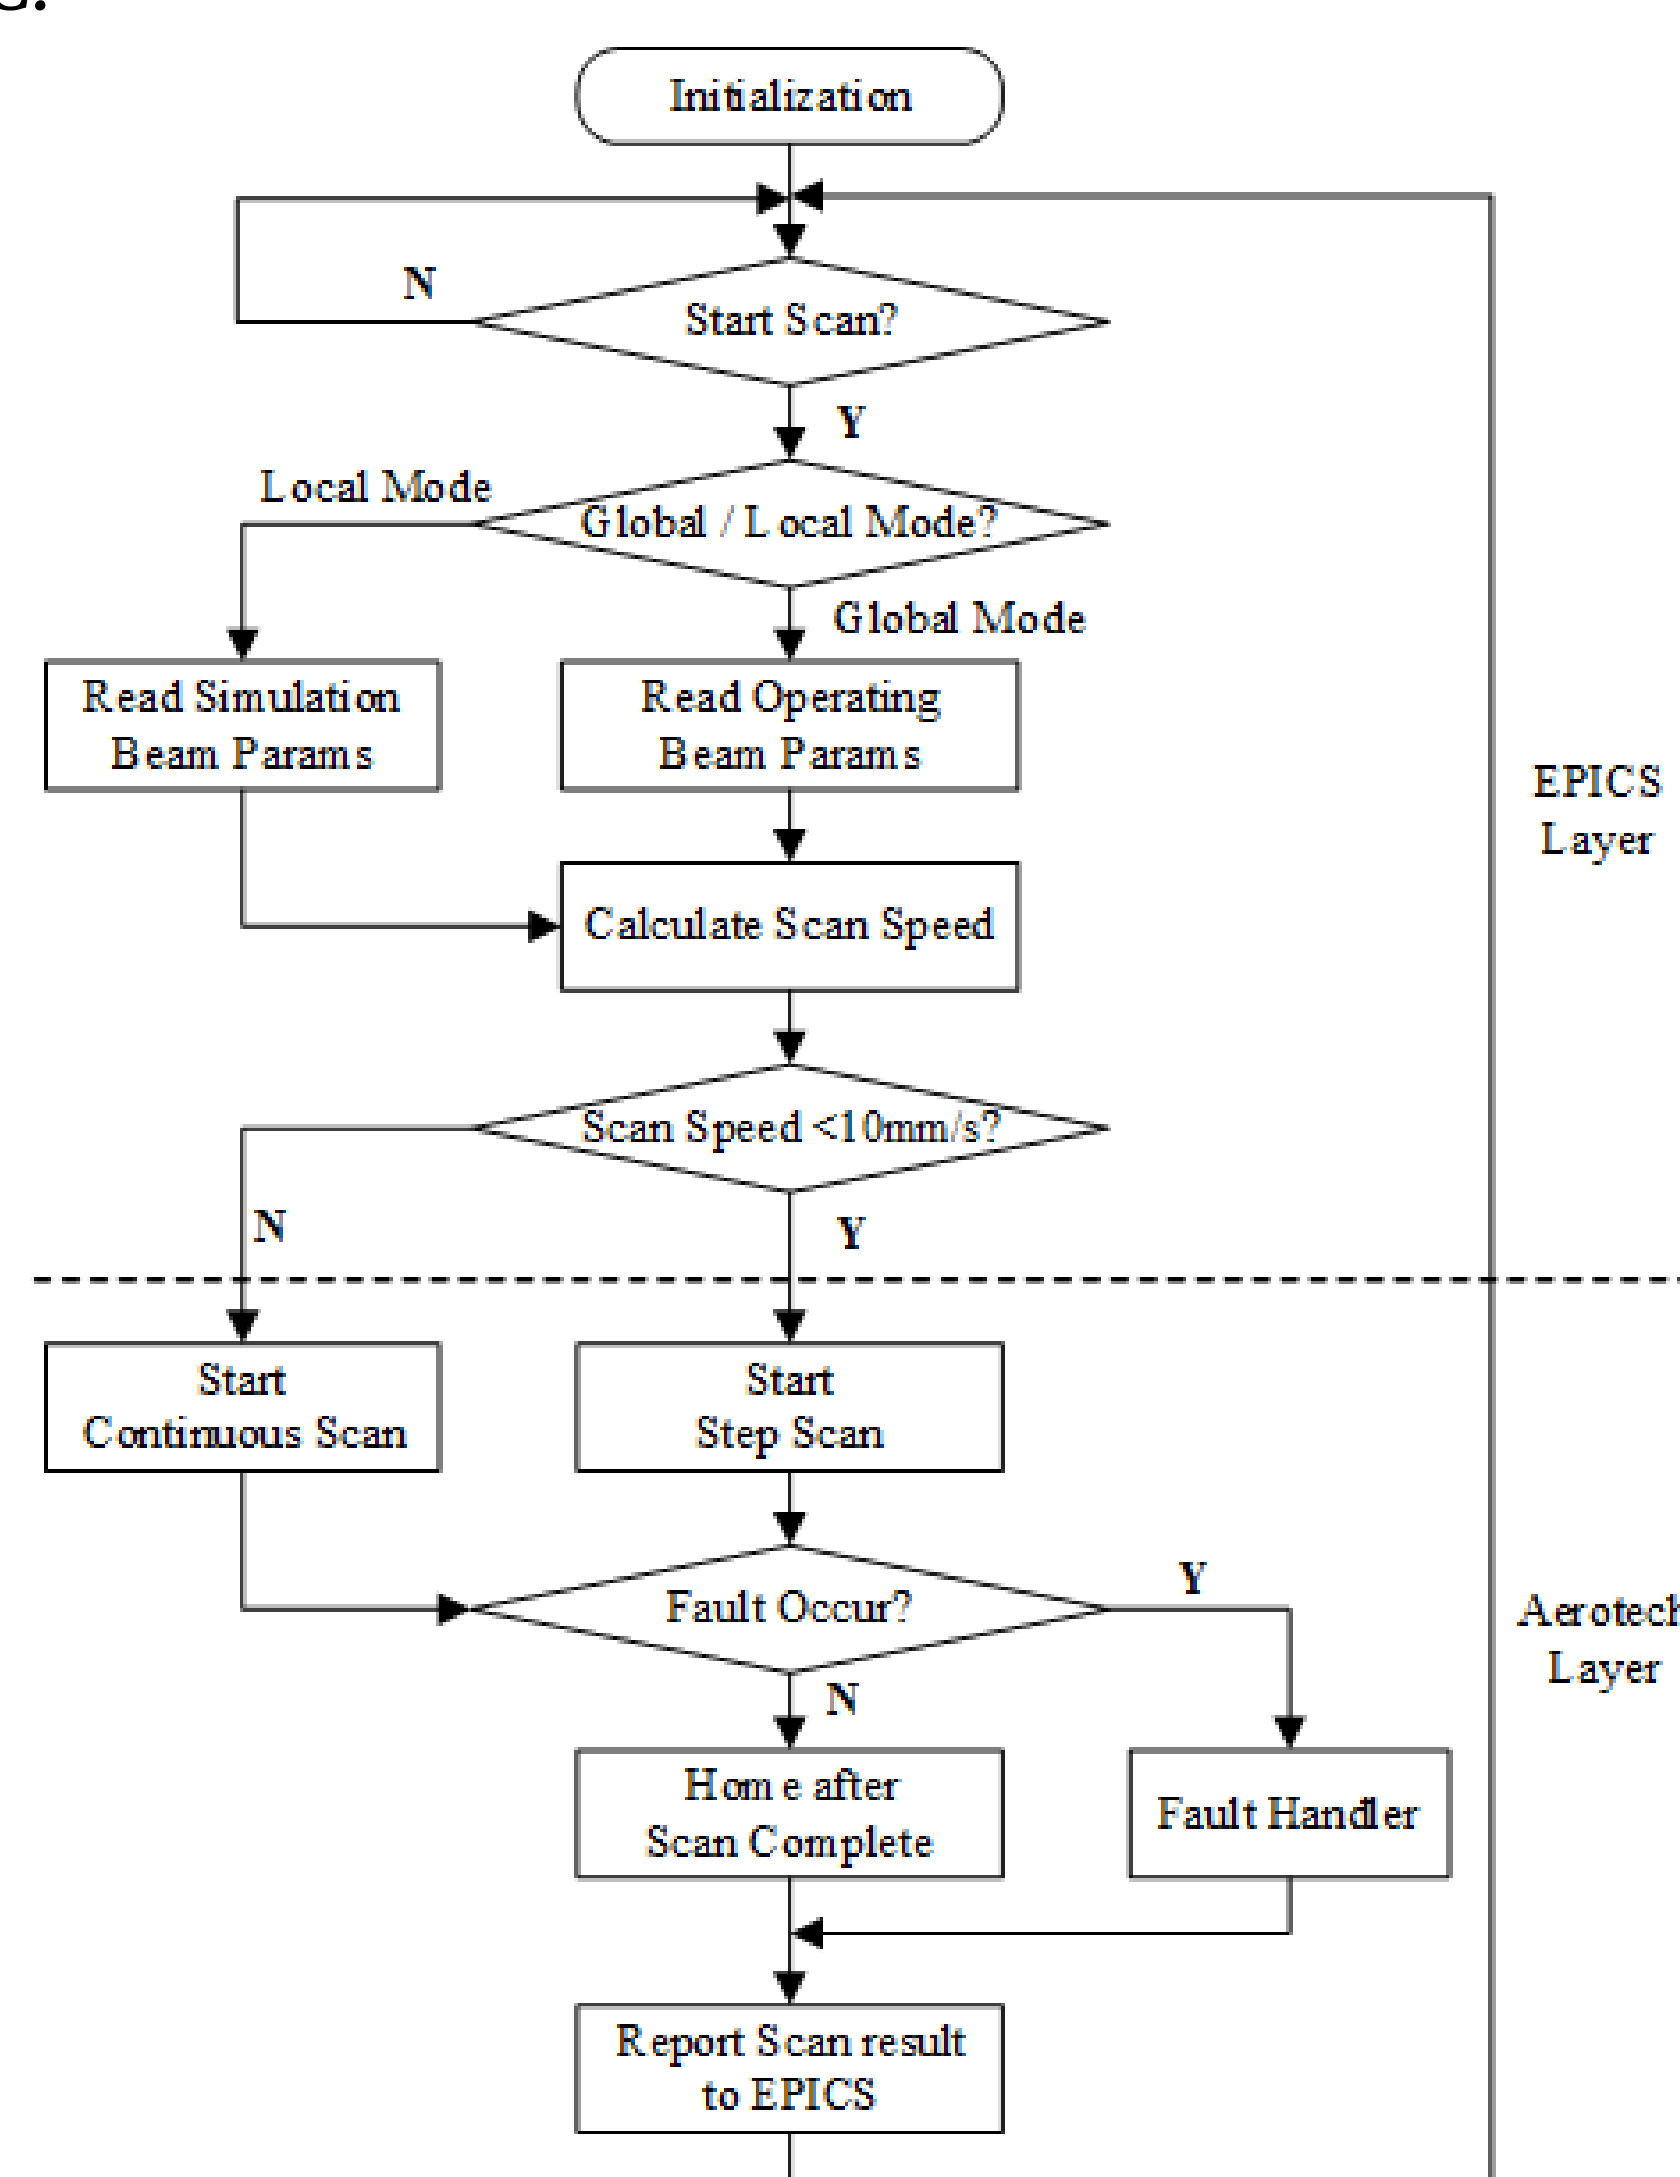 Initialization
N
Start Scan?
Y
Local Mode
Global / Local Mode?
Global Mode
Read Simulation
Beam Params
Read Operating
Beam Params
EPICS
Layer
Calculate Scan Speed
Scan Speed <10mm/s?
N
Y
Start
Continuous Scan
Start
Step Scan
Fault Occur?
Y
N
Aerotech
Layer
Home after
Scan Complete
Fault Handler
Report Scan result
to EPICS